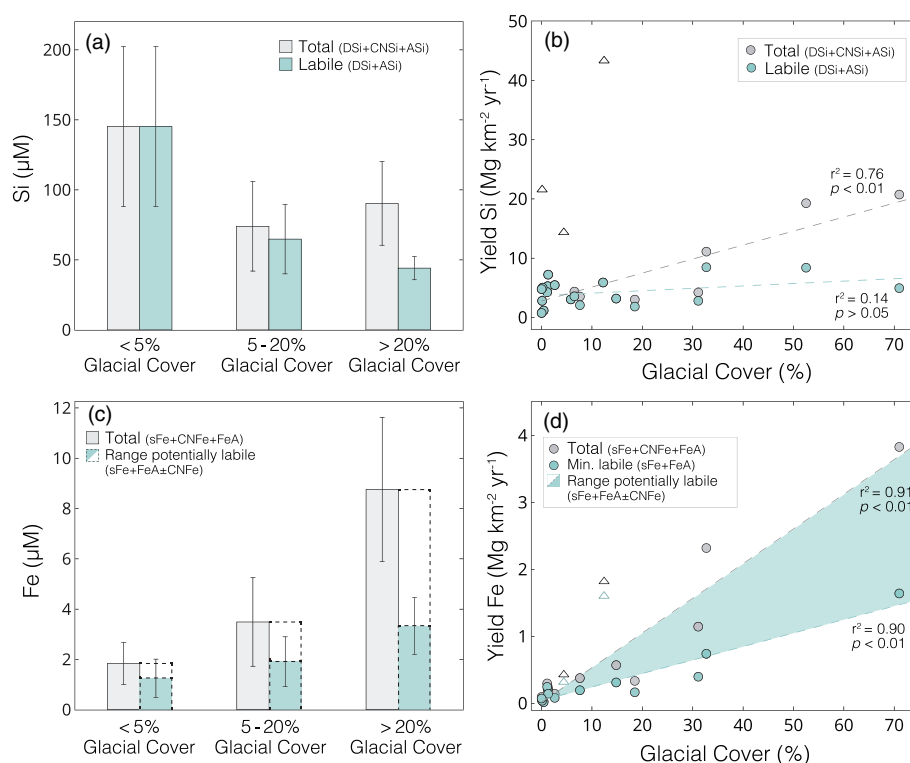 (a)
Total (DSi+CNSi+ASi)
Labile (DSi+ASi)
Si (µM)
200
150
100
50
0
< 5%
Glacial Cover
5 - 20%
Glacial Cover
> 20%
Glacial Cover
(b)
Total (DSi+CNSi+ASi)
Labile (DSi+ASi)
Yield Si (Mg km⁻² yr⁻¹)
50
40
30
20
10
0
r² = 0.76
p < 0.01
r² = 0.14
p > 0.05
0 10 20 30 40 50 60 70
Glacial Cover (%)
(c)
Total (sFe+CNFe+FeA)
Range potentially labile
(sFe+FeA±CNFe)
Fe (µM)
12
10
8
6
4
2
0
< 5%
Glacial Cover
5 - 20%
Glacial Cover
> 20%
Glacial Cover
(d)
Total (sFe+CNFe+FeA)
Min. labile (sFe+FeA)
Range potentially labile
(sFe+FeA±CNFe)
Yield Fe (Mg km⁻² yr⁻¹)
4
3
2
1
0
r² = 0.91
p < 0.01
r² = 0.90
p < 0.01
0 10 20 30 40 50 60 70
Glacial Cover (%)